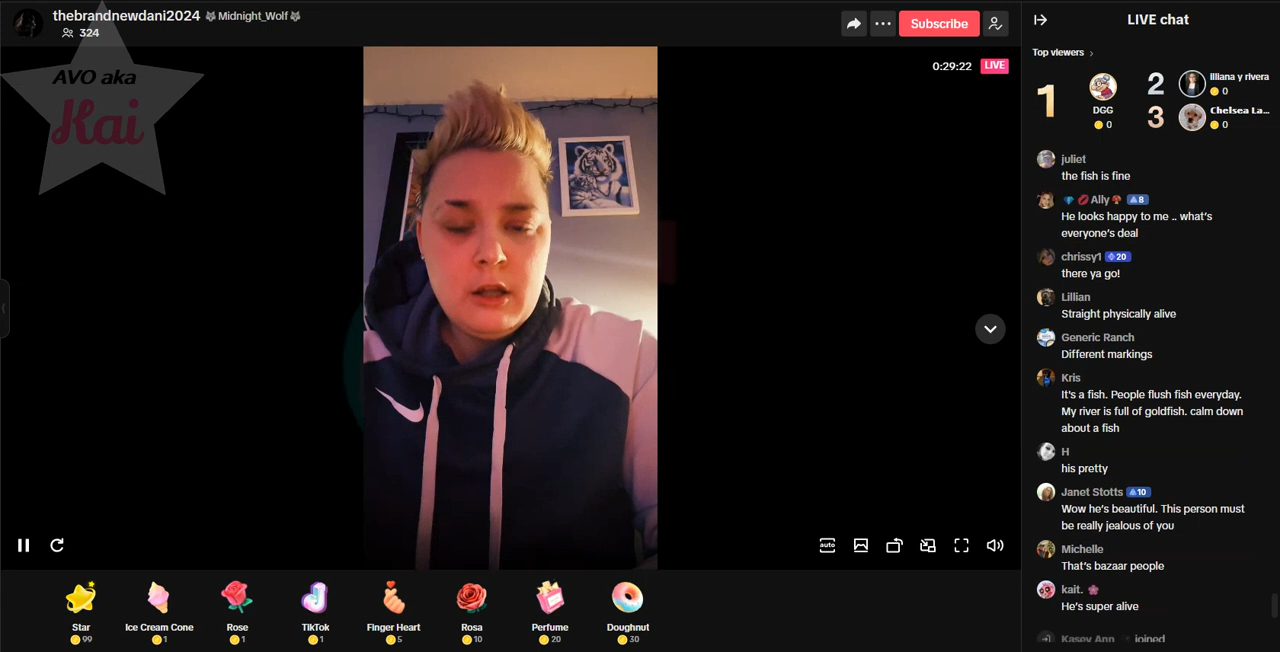 thebrandnewdani2024 🐺Midnight_Wolf🐺
324
Subscribe
AVO aka
Kai
0:29:22 LIVE
auto
Star
99
Ice Cream Cone
1
Rose
1
TikTok
1
Finger Heart
5
Rosa
10
Perfume
20
Doughnut
30
LIVE chat
Top viewers
1
DGG
0
2
Illiana y rivera
0
3
Chelsea La...
0
juliet
the fish is fine
💎💋Ally🍄 8
He looks happy to me .. what's
everyone's deal
chrissy1 20
there ya go!
Lillian
Straight physically alive
Generic Ranch
Different markings
Kris
It's a fish. People flush fish everyday.
My river is full of goldfish. calm down
about a fish
H
his pretty
Janet Stotts 10
Wow he's beautiful. This person must
be really jealous of you
Michelle
That's bazaar people
kait. 🌸
He's super alive
Kasey Ann joined